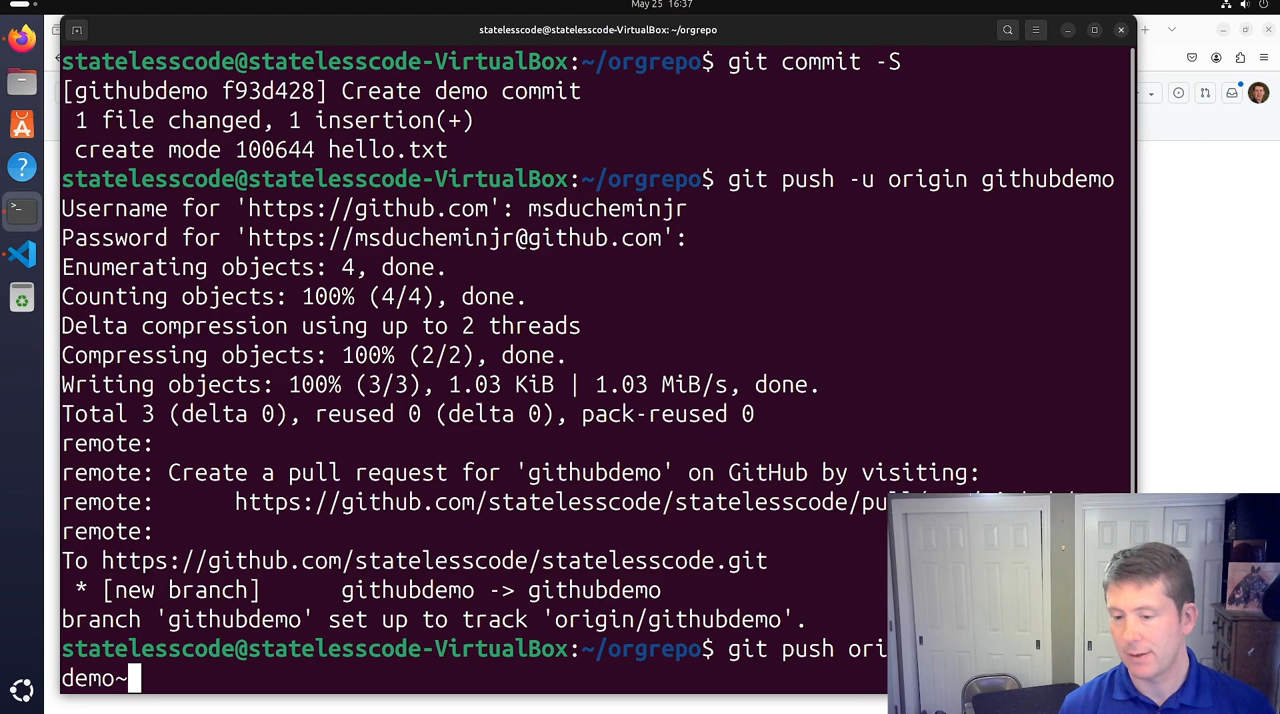 May 25 16:37
statelesscode@statelesscode-VirtualBox: ~/orgrepo
statelesscode@statelesscode-VirtualBox:~/orgrepo$ git commit -S
[githubdemo f93d428] Create demo commit
1 file changed, 1 insertion(+)
create mode 100644 hello.txt
statelesscode@statelesscode-VirtualBox:~/orgrepo$ git push -u origin githubdemo
Username for 'https://github.com': msducheminjr
Password for 'https://msducheminjr@github.com':
Enumerating objects: 4, done.
Counting objects: 100% (4/4), done.
Delta compression using up to 2 threads
Compressing objects: 100% (2/2), done.
Writing objects: 100% (3/3), 1.03 KiB | 1.03 MiB/s, done.
Total 3 (delta 0), reused 0 (delta 0), pack-reused 0
remote:
remote: Create a pull request for 'githubdemo' on GitHub by visiting:
remote: https://github.com/statelesscode/statelesscode/
remote:
To https://github.com/statelesscode/statelesscode.git
* [new branch] githubdemo -> githubdemo
branch 'githubdemo' set up to track 'origin/githubdemo'.
statelesscode@statelesscode-VirtualBox:~/orgrepo$ git push ori
demo~